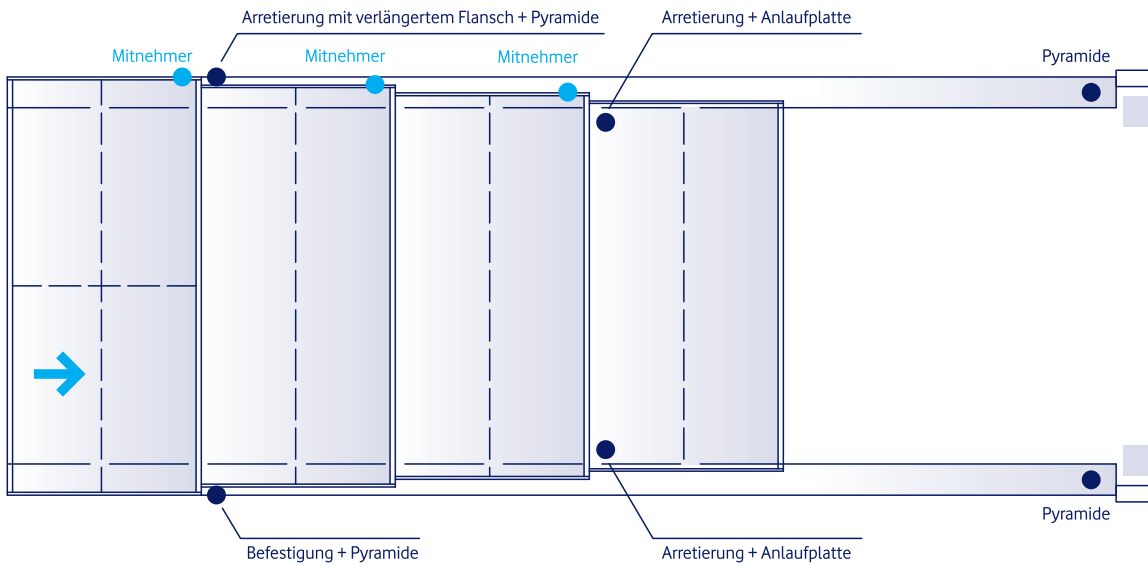 Arretierung mit verlängertem Flansch + Pyramide
Arretierung + Anlaufplatte
Mitnehmer
Mitnehmer
Mitnehmer
Pyramide
Pyramide
Befestigung + Pyramide
Arretierung + Anlaufplatte